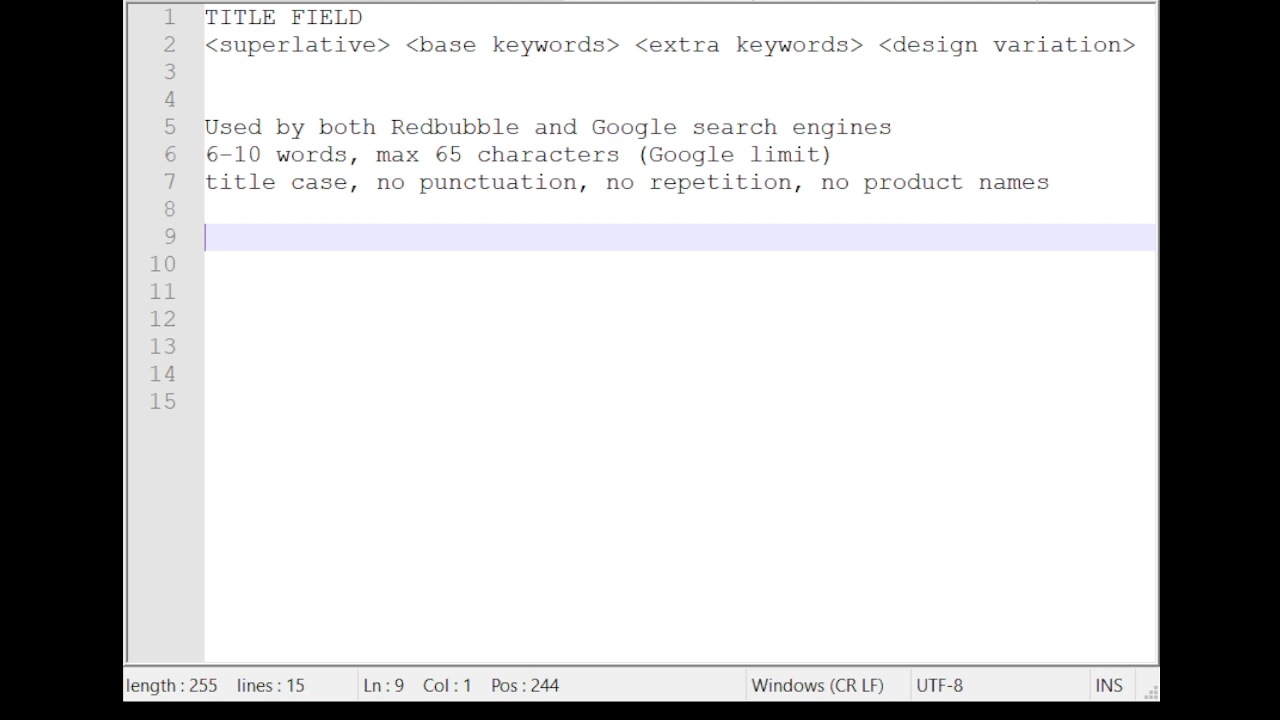 1 TITLE FIELD
2 <superlative> <base keywords> <extra keywords> <design variation>
3
4
5 Used by both Redbubble and Google search engines
6 6-10 words, max 65 characters (Google limit)
7 title case, no punctuation, no repetition, no product names
8
9
10
11
12
13
14
15
length : 255 lines : 15 Ln : 9 Col : 1 Pos : 244 Windows (CR LF) UTF-8 INS